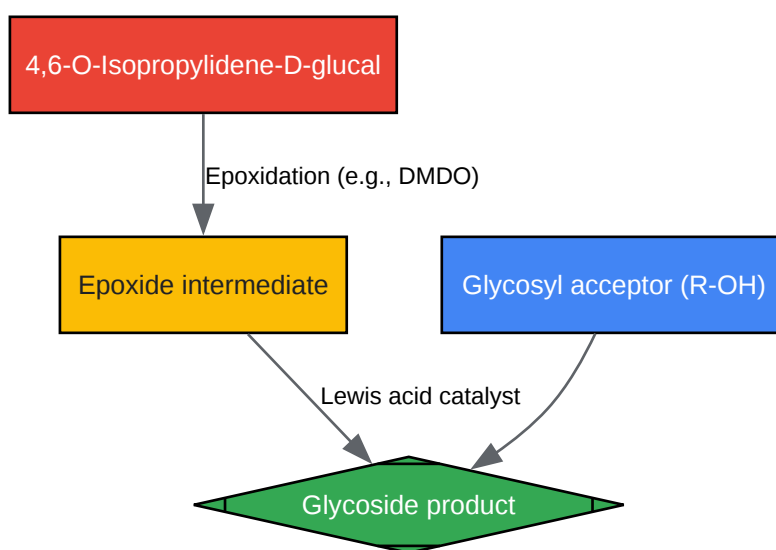 4,6-O-Isopropylidene-D-glucal
Epoxidation (e.g., DMDO)
Epoxide intermediate
Glycosyl acceptor (R-OH)
Lewis acid catalyst
Glycoside product